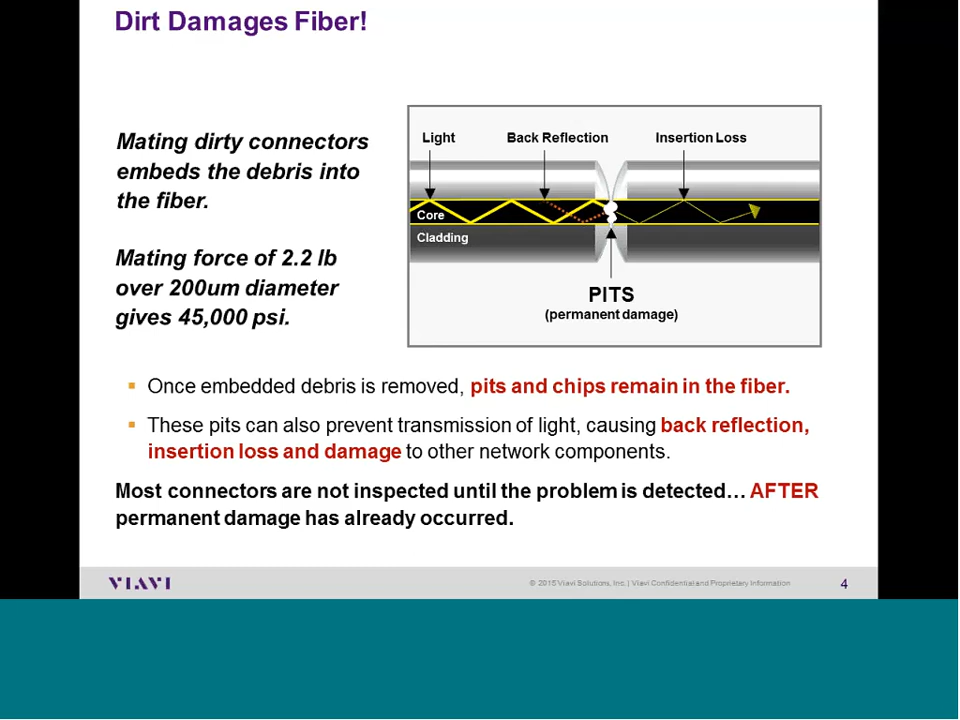 Dirt Damages Fiber!
Mating dirty connectors
embeds the debris into
the fiber.
Mating force of 2.2 lb
over 200um diameter
gives 45,000 psi.
Light
Back Reflection
Insertion Loss
Core
Cladding
PITS
(permanent damage)
▪ Once embedded debris is removed, pits and chips remain in the fiber.
▪ These pits can also prevent transmission of light, causing back reflection,
insertion loss and damage to other network components.
Most connectors are not inspected until the problem is detected… AFTER
permanent damage has already occurred.
VIAVI
© 2015 Viavi Solutions, Inc. | Viavi Confidential and Proprietary Information
4